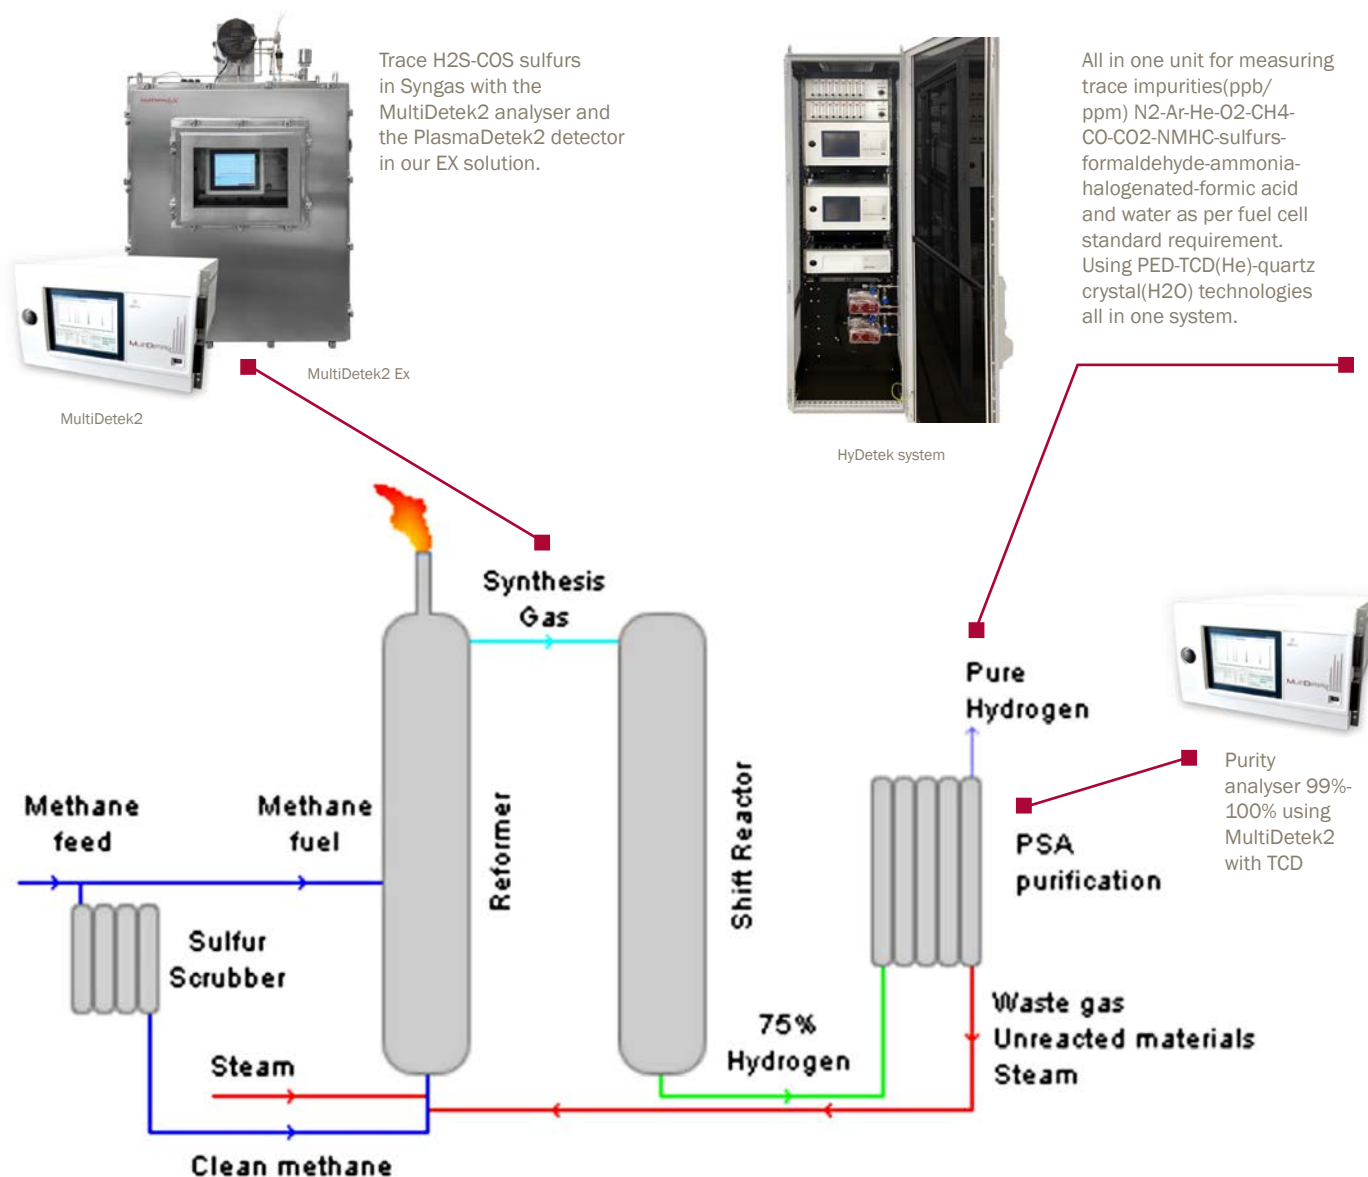 Trace H2S-COS sulfurs
in Syngas with the
MultiDetek2 analyser and
the PlasmaDetek2 detector
in our EX solution.
All in one unit for measuring
trace impurities(ppb/
ppm) N2-Ar-He-O2-CH4-
CO-CO2-NMHC-sulfurs-
formaldehyde-ammonia-
halogenated-formic acid
and water as per fuel cell
standard requirement.
Using PED-TCD(He)-quartz
crystal(H2O) technologies
all in one system.
MultiDetek2 Ex
MultiDetek2
HyDetek system
Synthesis
Gas
Pure
Hydrogen
Purity
analyser 99%-
100% using
MultiDetek2
with TCD
Methane
feed
Methane
fuel
Reformer
Shift Reactor
PSA
purification
Sulfur
Scrubber
Steam
75%
Hydrogen
Waste gas
Unreacted materials
Steam
Clean methane